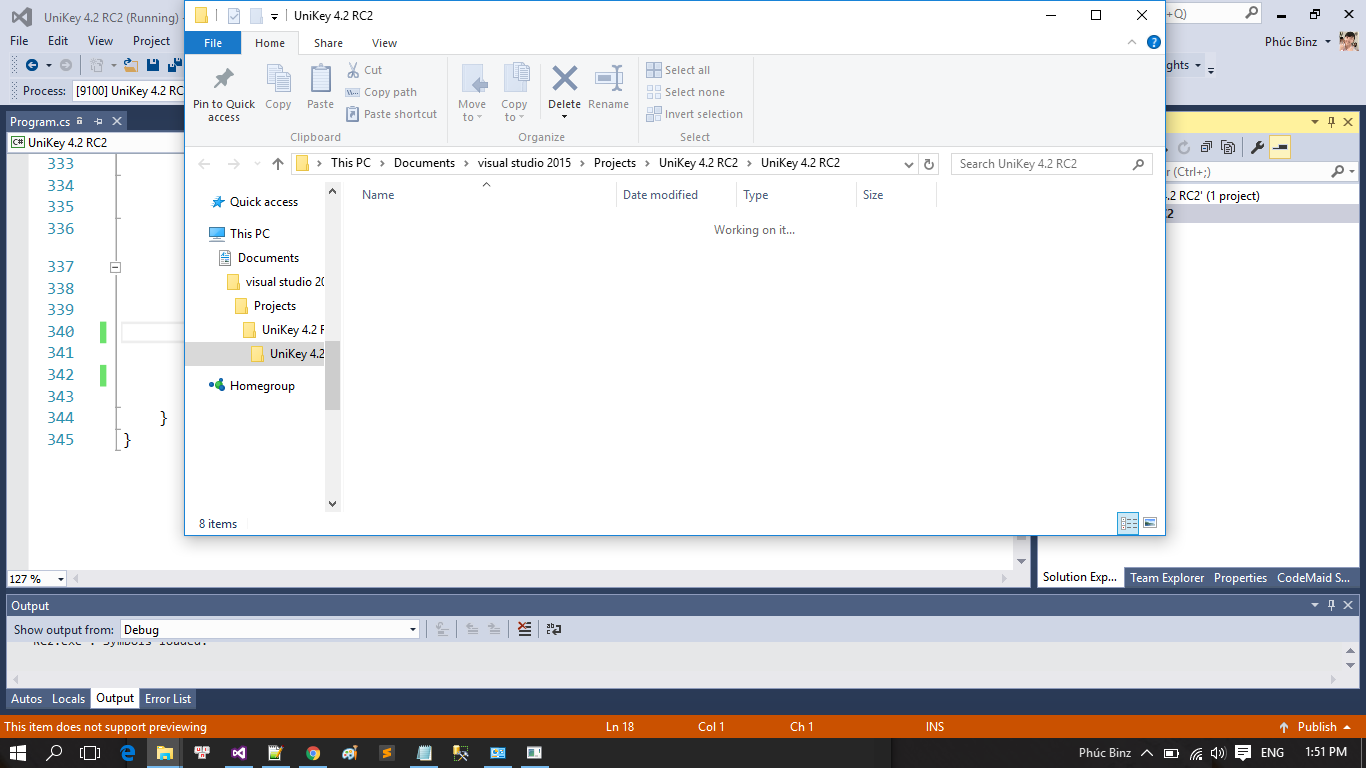 UniKey 4.2 RC2 (Running) -
UniKey 4.2 RC2
+Q)
File Edit View Project
File Home Share View
Phúc Binz
Cut
Copy path
Paste shortcut
Pin to Quick access
Copy
Paste
Clipboard
Move to
Copy to
Delete
Rename
Organize
Select all
Select none
Invert selection
Select
ghts
Process: [9100] UniKey 4.2 RC
Program.cs
C# UniKey 4.2 RC2
This PC Documents visual studio 2015 Projects UniKey 4.2 RC2 UniKey 4.2 RC2
Search UniKey 4.2 RC2
r (Ctrl+;)
4.2 RC2' (1 project)
Name Date modified Type Size
Working on it...
Quick access
This PC
Documents
visual studio 20
Projects
UniKey 4.2 R
UniKey 4.2
Homegroup
8 items
333
334
335
336
337
338
339
340
341
342
343
344 }
345 }
127 %
Solution Exp... Team Explorer Properties CodeMaid S...
Output
Show output from: Debug
RC2.exe'. Symbols loaded.
Autos Locals Output Error List
This item does not support previewing
Ln 18 Col 1 Ch 1 INS
Publish
Phúc Binz ENG 1:51 PM